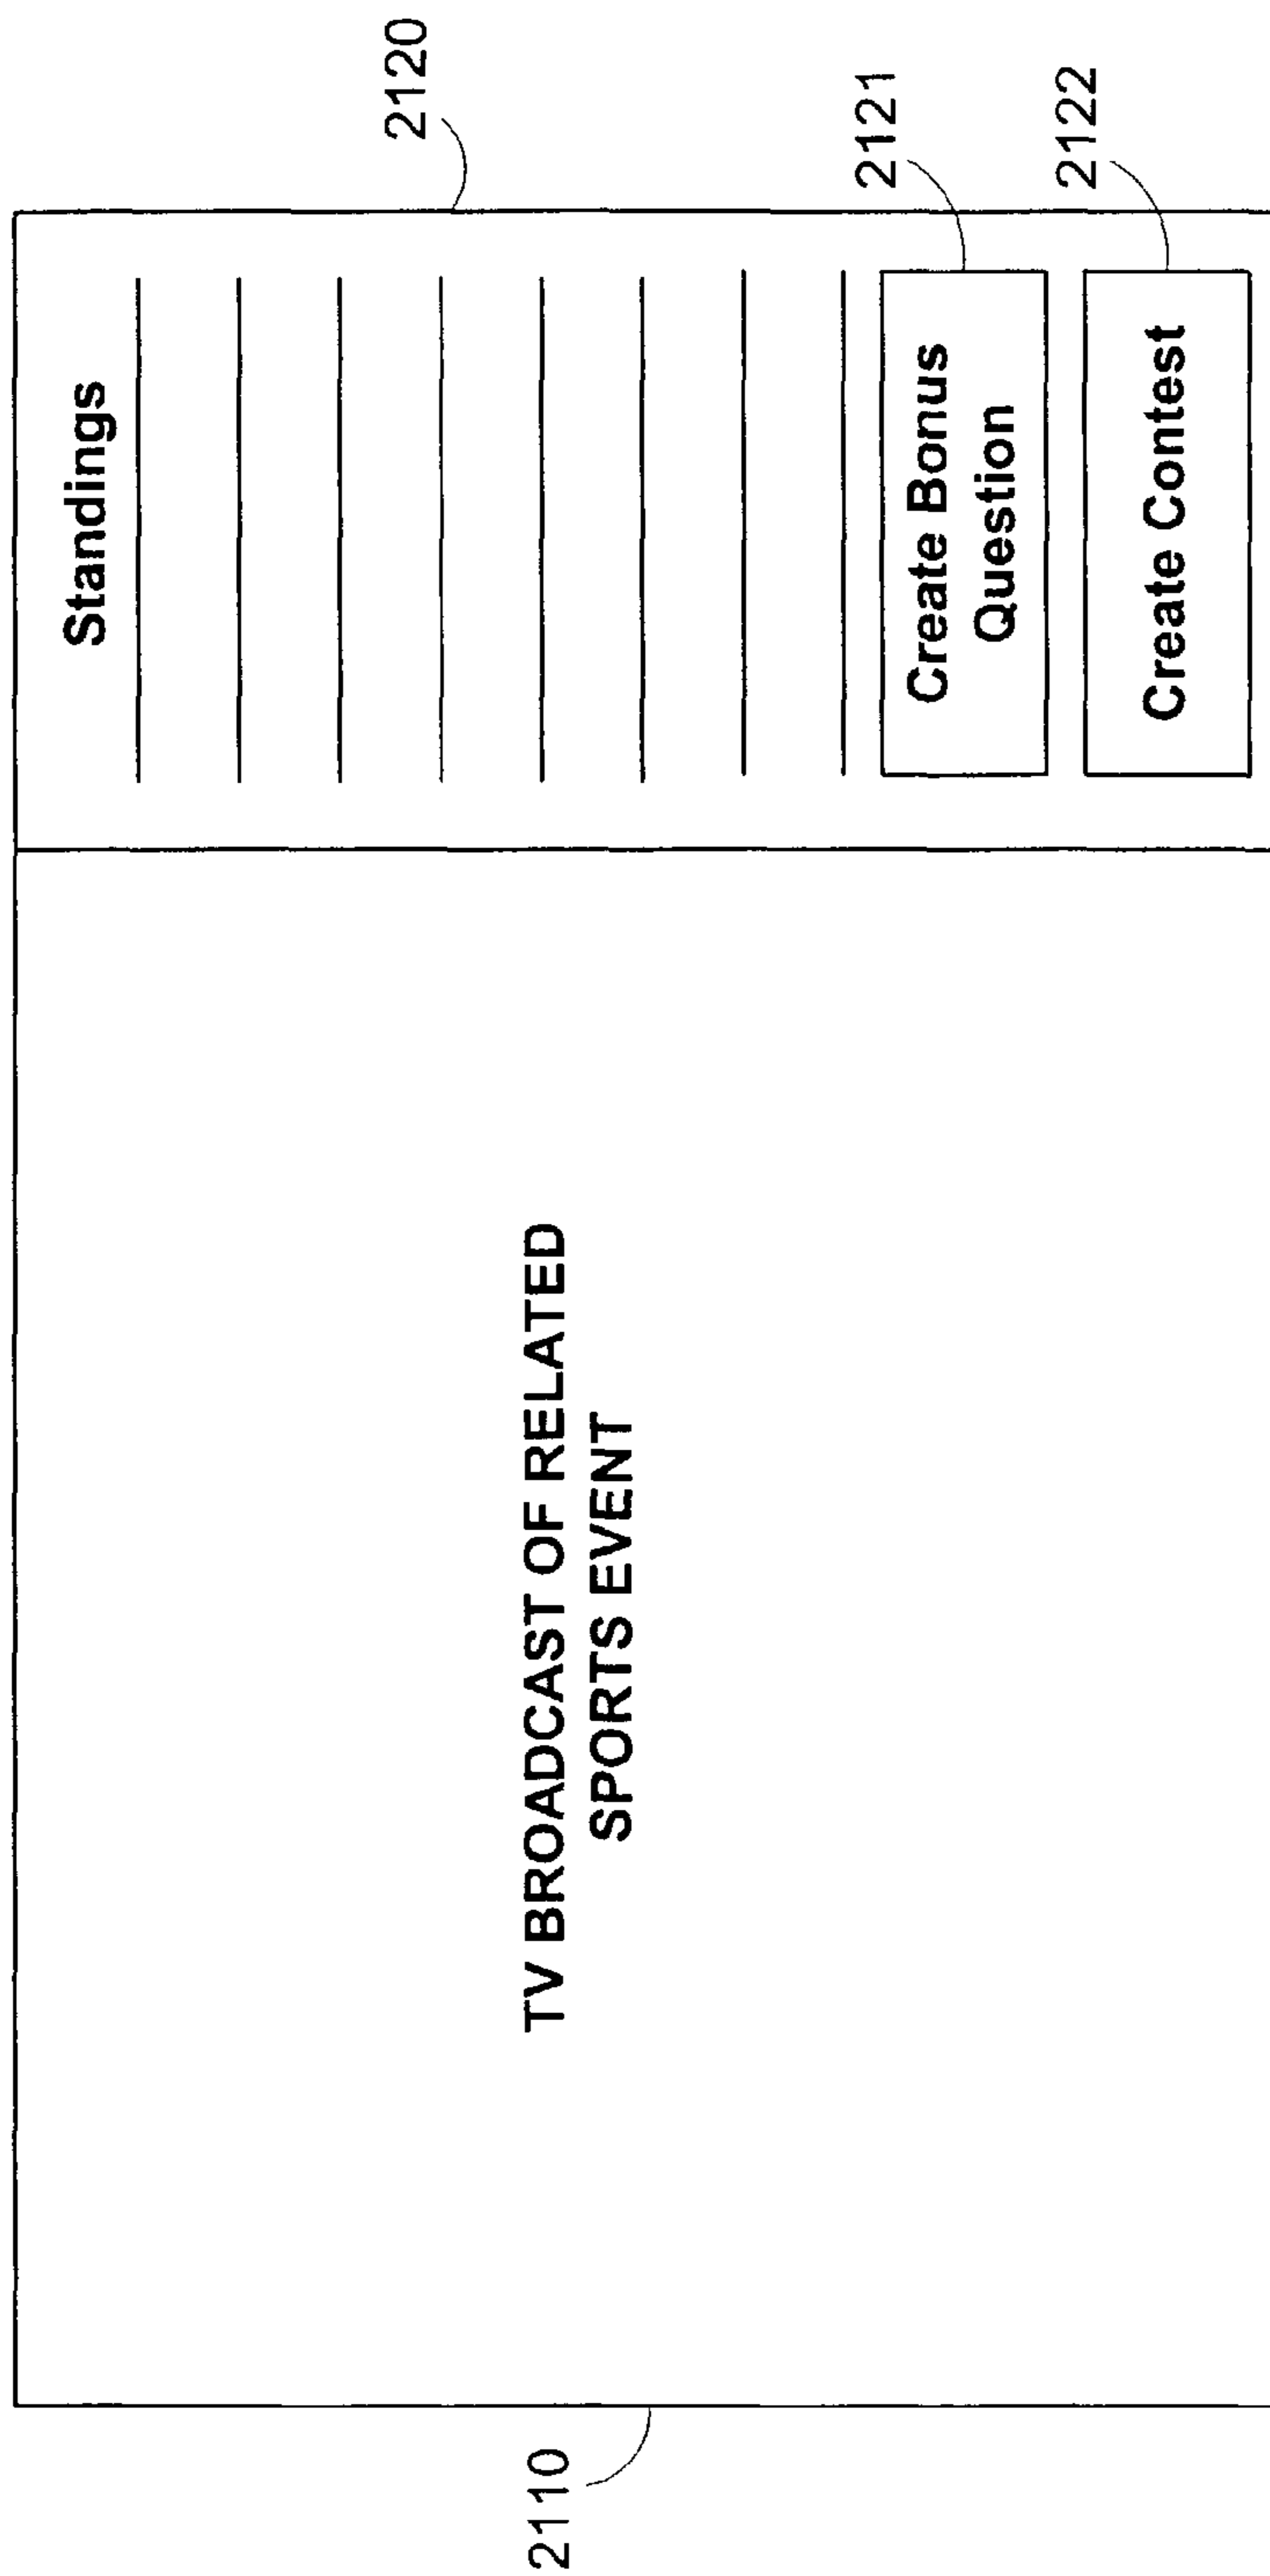 2110
TV BROADCAST OF RELATED
SPORTS EVENT
Standings
2120
Create Bonus
Question
2121
Create Contest
2122